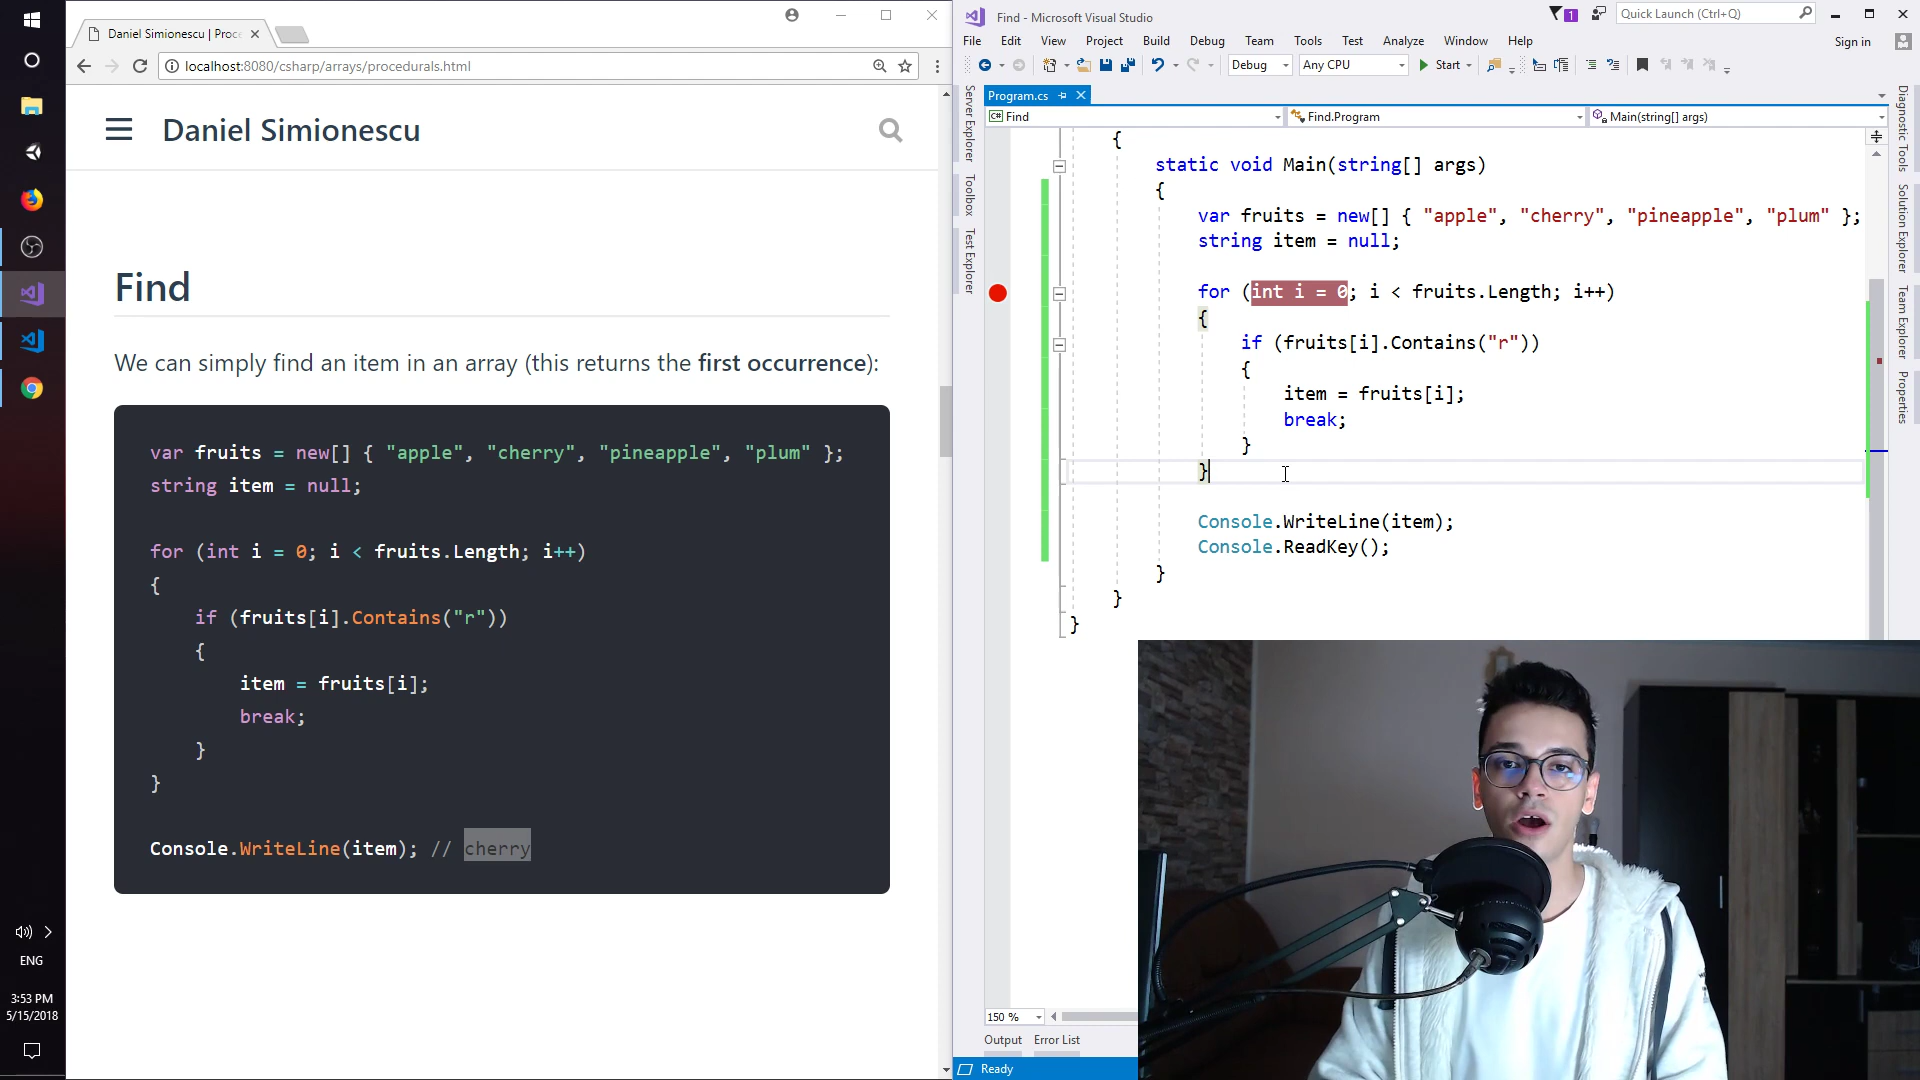 Daniel Simionescu | Proc
localhost:8080/csharp/arrays/procedurals.html
Daniel Simionescu
Find
We can simply find an item in an array (this returns the first occurrence):
var fruits = new[] { "apple", "cherry", "pineapple", "plum" };
string item = null;
for (int i = 0; i < fruits.Length; i++)
{
if (fruits[i].Contains("r"))
{
item = fruits[i];
break;
}
}
Console.WriteLine(item); // cherry
ENG
3:53 PM
5/15/2018
Find - Microsoft Visual Studio
1
Quick Launch (Ctrl+Q)
File Edit View Project Build Debug Team Tools Test Analyze Window Help
Sign in
Debug
Any CPU
Start
Server Explorer
Toolbox
Test Explorer
Program.cs
C# Find
Find.Program
Main(string[] args)
{
static void Main(string[] args)
{
var fruits = new[] { "apple", "cherry", "pineapple", "plum" };
string item = null;
for (int i = 0; i < fruits.Length; i++)
{
if (fruits[i].Contains("r"))
{
item = fruits[i];
break;
}
}
Console.WriteLine(item);
Console.ReadKey();
}
}
}
Diagnostic Tools
Solution Explorer
Team Explorer
Properties
150 %
Output
Error List
Ready